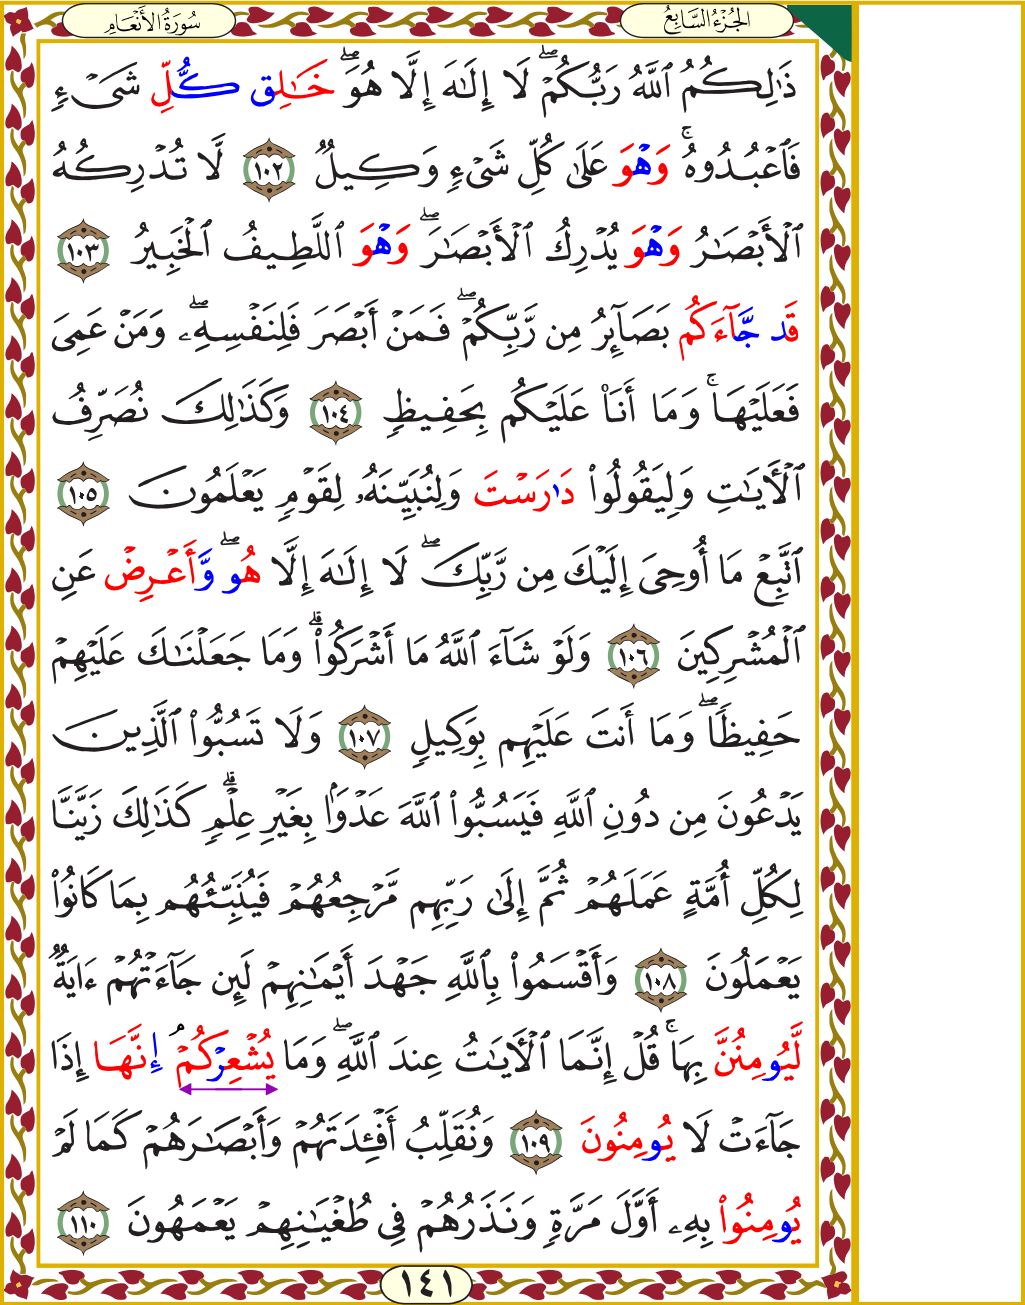 سُورَةُ الأَنْعَام
الجُزْءُ السَّابِعُ
ذَٰلِكُمُ ٱللَّهُ رَبُّكُمۡۖ لَا إِلَٰهَ إِلَّا هُوَۖ خَٰلِق كُّلِّ شَيۡءٖ
فَٱعۡبُدُوهُۚ وَهۡوَ عَلَىٰ كُلِّ شَيۡءٖ وَكِيلٞ ١٠٢ لَّا تُدۡرِكُهُ
ٱلۡأَبۡصَٰرُ وَهۡوَ يُدۡرِكُ ٱلۡأَبۡصَٰرَۖ وَهۡوَ ٱللَّطِيفُ ٱلۡخَبِيرُ ١٠٣
قَد جَّآءَكُم بَصَآئِرُ مِن رَّبِّكُمۡۖ فَمَنۡ أَبۡصَرَ فَلِنَفۡسِهِۦۖ وَمَنۡ عَمِيَ
فَعَلَيۡهَاۚ وَمَا أَنَا۠ عَلَيۡكُم بِحَفِيظٖ ١٠٤ وَكَذَٰلِكَ نُصَرِّفُ
ٱلۡأٓيَٰتِ وَلِيَقُولُواْ دَٰرَسۡتَ وَلِنُبَيِّنَهُۥ لِقَوۡمٖ يَعۡلَمُونَ ١٠٥
ٱتَّبِعۡ مَا أُوحِيَ إِلَيۡكَ مِن رَّبِّكَۖ لَا إِلَٰهَ إِلَّا هُوۖ وَّأَعۡرِضۡ عَنِ
ٱلۡمُشۡرِكِينَ ١٠٦ وَلَوۡ شَآءَ ٱللَّهُ مَا أَشۡرَكُواْۗ وَمَا جَعَلۡنَٰكَ عَلَيۡهِمۡ
حَفِيظٗاۖ وَمَا أَنتَ عَلَيۡهِم بِوَكِيلٖ ١٠٧ وَلَا تَسُبُّواْ ٱلَّذِينَ
يَدۡعُونَ مِن دُونِ ٱللَّهِ فَيَسُبُّواْ ٱللَّهَ عَدۡوَۢا بِغَيۡرِ عِلۡمٖۗ كَذَٰلِكَ زَيَّنَّا
لِكُلِّ أُمَّةٍ عَمَلَهُمۡ ثُمَّ إِلَىٰ رَبِّهِم مَّرۡجِعُهُمۡ فَيُنَبِّئُهُم بِمَا كَانُواْ
يَعۡمَلُونَ ١٠٨ وَأَقۡسَمُواْ بِٱللَّهِ جَهۡدَ أَيۡمَٰنِهِمۡ لَئِن جَآءَتۡهُمۡ ءَايَةٞ
لَّيُومِنُنَّ بِهَاۚ قُلۡ إِنَّمَا ٱلۡأٓيَٰتُ عِندَ ٱللَّهِۖ وَمَا يُشۡعِرۡكُمۡ إِنَّهَا إِذَا
جَآءَتۡ لَا يُومِنُونَ ١٠٩ وَنُقَلِّبُ أَفۡـِٔدَتَهُمۡ وَأَبۡصَٰرَهُمۡ كَمَا لَمۡ
يُومِنُواْ بِهِۦ أَوَّلَ مَرَّةٖ وَنَذَرُهُمۡ فِي طُغۡيَٰنِهِمۡ يَعۡمَهُونَ ١١٠
١٤١